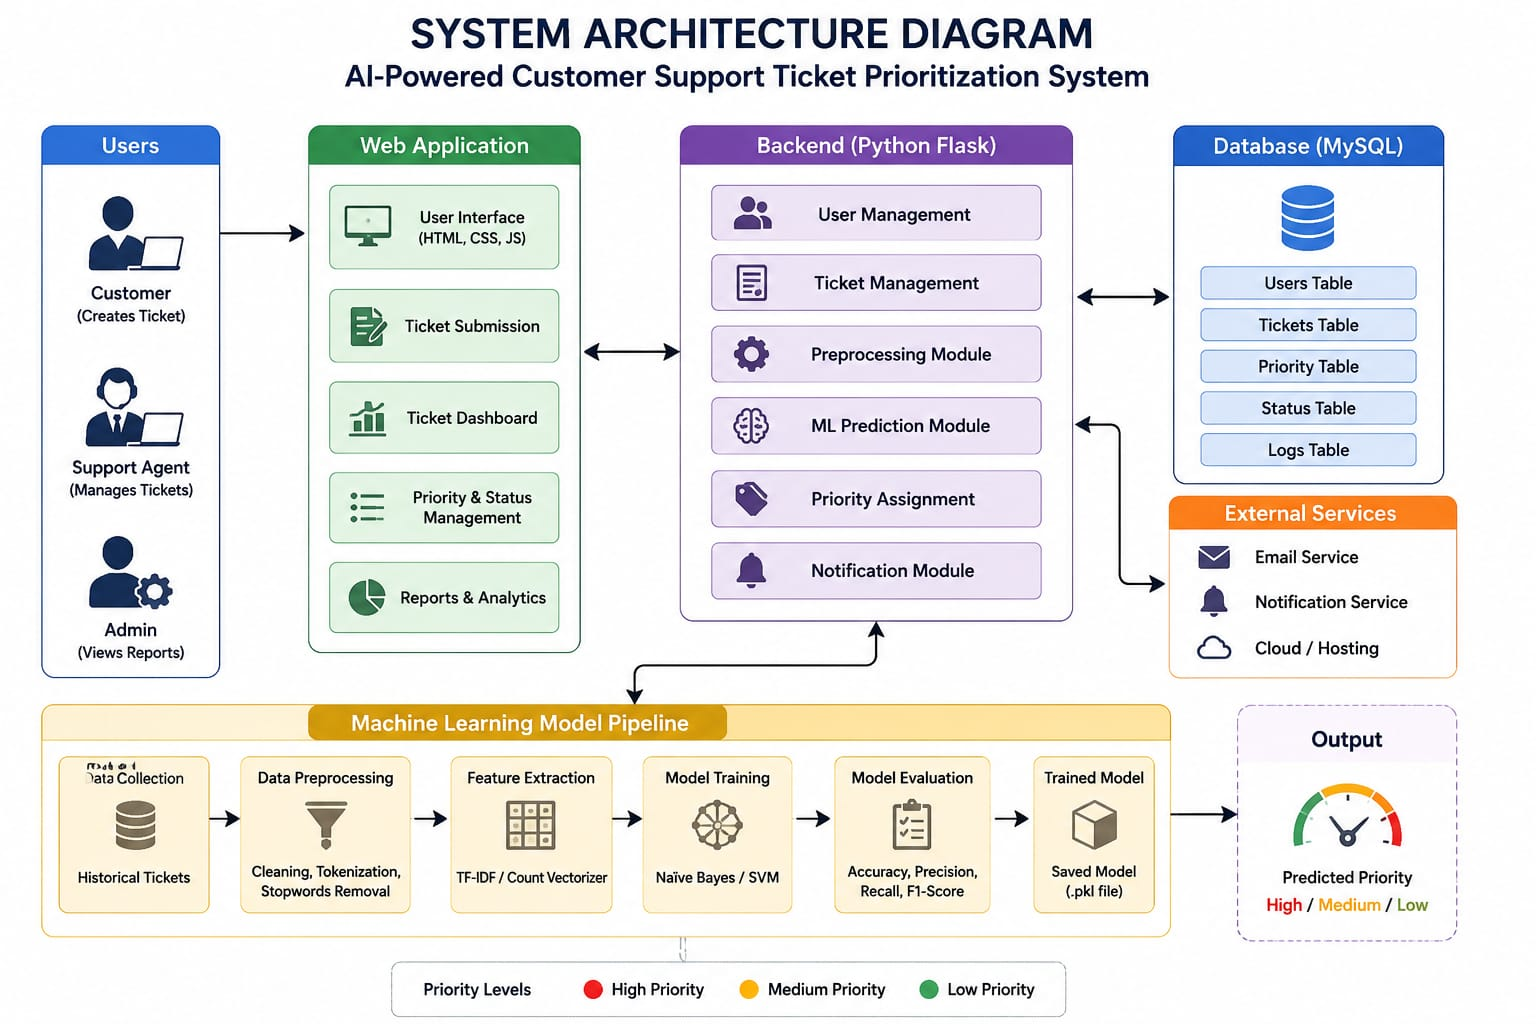 SYSTEM ARCHITECTURE DIAGRAM
AI-Powered Customer Support Ticket Prioritization System
Users
Customer
(Creates Ticket)
Support Agent
(Manages Tickets)
Admin
(Views Reports)
Web Application
User Interface
(HTML, CSS, JS)
Ticket Submission
Ticket Dashboard
Priority & Status
Management
Reports & Analytics
Backend (Python Flask)
User Management
Ticket Management
Preprocessing Module
ML Prediction Module
Priority Assignment
Notification Module
Database (MySQL)
Users Table
Tickets Table
Priority Table
Status Table
Logs Table
External Services
Email Service
Notification Service
Cloud / Hosting
Machine Learning Model Pipeline
Data Collection
Historical Tickets
Data Preprocessing
Cleaning, Tokenization,
Stopwords Removal
Feature Extraction
TF-IDF / Count Vectorizer
Model Training
Naïve Bayes / SVM
Model Evaluation
Accuracy, Precision,
Recall, F1-Score
Trained Model
Saved Model
(.pkl file)
Output
Predicted Priority
High / Medium / Low
Priority Levels
High Priority
Medium Priority
Low Priority